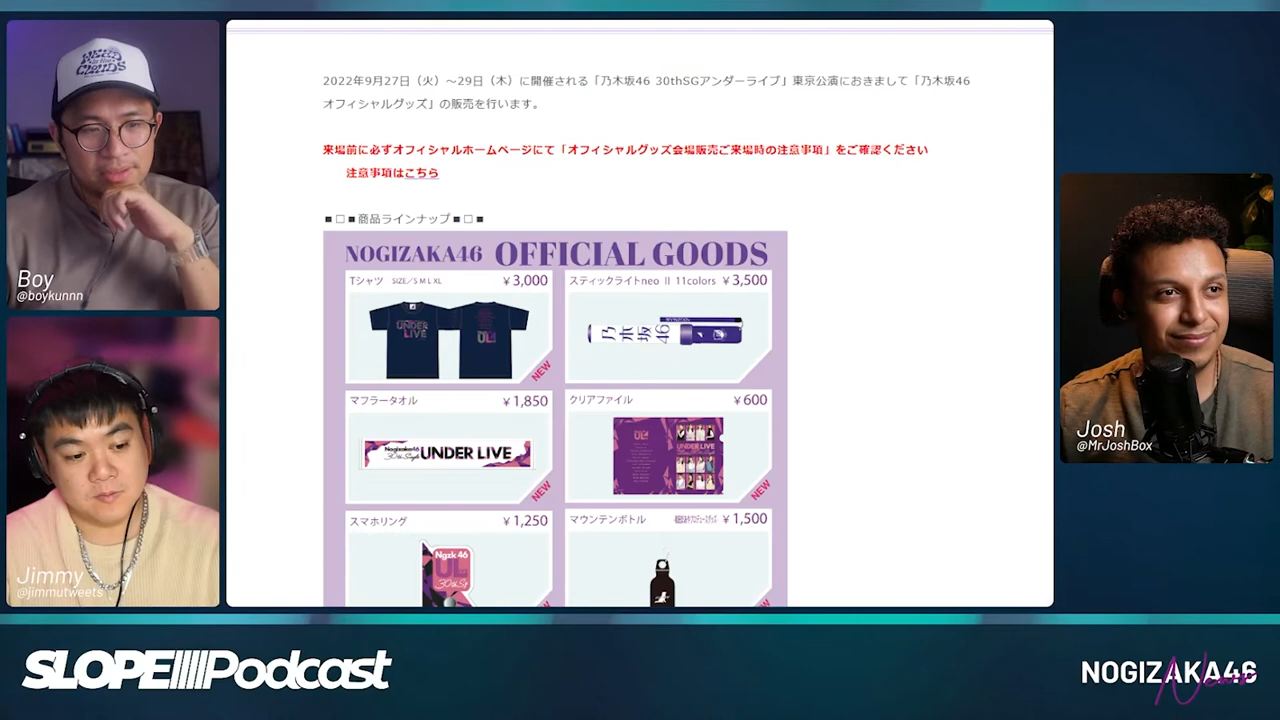 2022年9月27日（火）～29日（木）に開催される「乃木坂46 30thSGアンダーライブ」東京公演におきまして「乃木坂46
オフィシャルグッズ」の販売を行います。
来場前に必ずオフィシャルホームページにて「オフィシャルグッズ会場販売ご来場時の注意事項」をご確認ください
注意事項はこちら
■□■商品ラインナップ■□■
NOGIZAKA46 OFFICIAL GOODS
Tシャツ SIZE／S M L XL ￥3,000
スティックライトneo Ⅱ 11colors ￥3,500
UNDER LIVE
UL!
乃木坂46
NEW
マフラータオル ￥1,850
クリアファイル ￥600
Nogizaka46 30thSingle UNDER LIVE
UNDER LIVE
NEW
NEW
スマホリング ￥1,250
マウンテンボトル ￥1,500
Ngzk 46
UL
30thSG
Boy
@boykunnn
Jimmy
@jimmutweets
Josh
@MrJoshBox
SLOPE Podcast
NOGIZAKA46
News